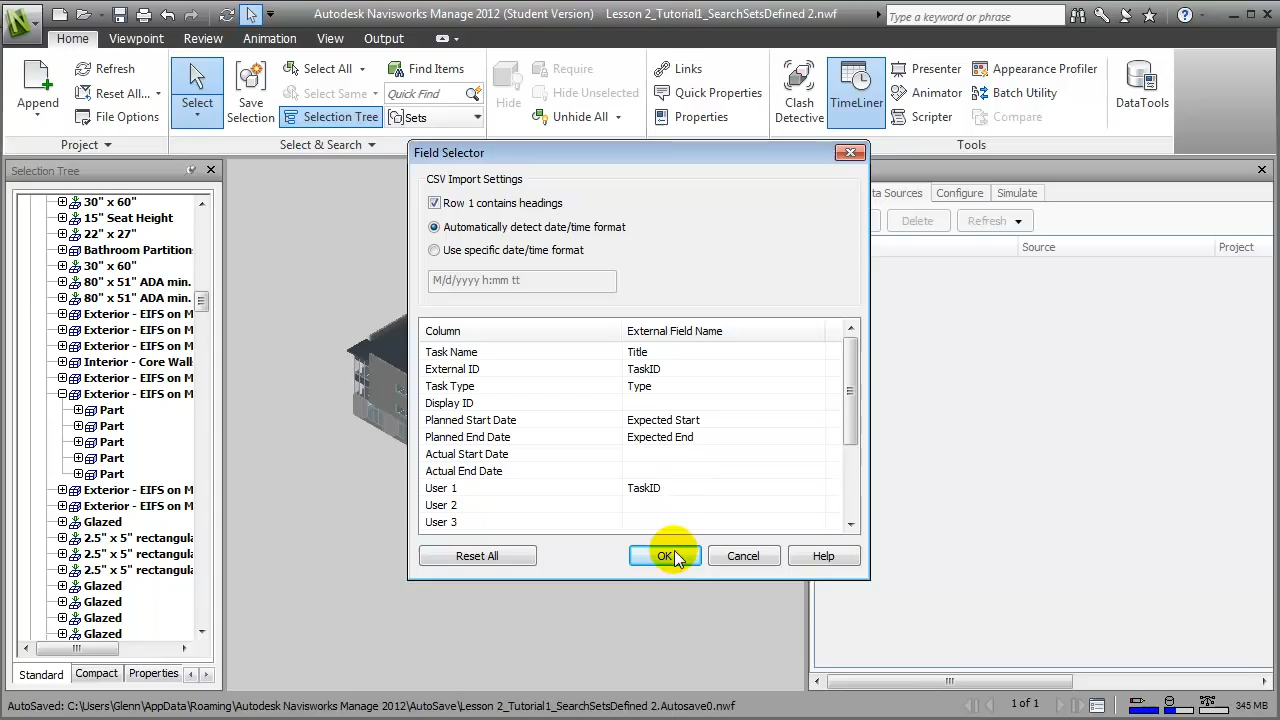 Autodesk Navisworks Manage 2012 (Student Version) Lesson 2_Tutorial1_SearchSetsDefined 2.nwf
Type a keyword or phrase
Home Viewpoint Review Animation View Output
Append
Refresh
Reset All...
File Options
Project
Select
Save Selection
Select All
Select Same
Selection Tree
Find Items
Quick Find
Sets
Select & Search
Hide
Require
Hide Unselected
Unhide All
Links
Quick Properties
Properties
Clash Detective
TimeLiner
Presenter
Animator
Scripter
Appearance Profiler
Batch Utility
Compare
DataTools
Tools
Selection Tree
30" x 60"
15" Seat Height
22" x 27"
Bathroom Partition
30" x 60"
80" x 51" ADA min.
80" x 51" ADA min.
Exterior - EIFS on M
Exterior - EIFS on M
Exterior - EIFS on M
Interior - Core Wall
Exterior - EIFS on M
Exterior - EIFS on M
Part
Part
Part
Part
Part
Exterior - EIFS on M
Exterior - EIFS on M
Glazed
2.5" x 5" rectangula
2.5" x 5" rectangula
2.5" x 5" rectangula
Glazed
Glazed
Glazed
Glazed
Standard Compact Properties
Field Selector
CSV Import Settings
Row 1 contains headings
Automatically detect date/time format
Use specific date/time format
M/d/yyyy h:mm tt
Column External Field Name
Task Name Title
External ID TaskID
Task Type Type
Display ID
Planned Start Date Expected Start
Planned End Date Expected End
Actual Start Date
Actual End Date
User 1 TaskID
User 2
User 3
Reset All OK Cancel Help
ata Sources Configure Simulate
Delete Refresh
Source Project
AutoSaved: C:\Users\Glenn\AppData\Roaming\Autodesk Navisworks Manage 2012\AutoSave\Lesson 2_Tutorial1_SearchSetsDefined 2.Autosave0.nwf
1 of 1
345 MB